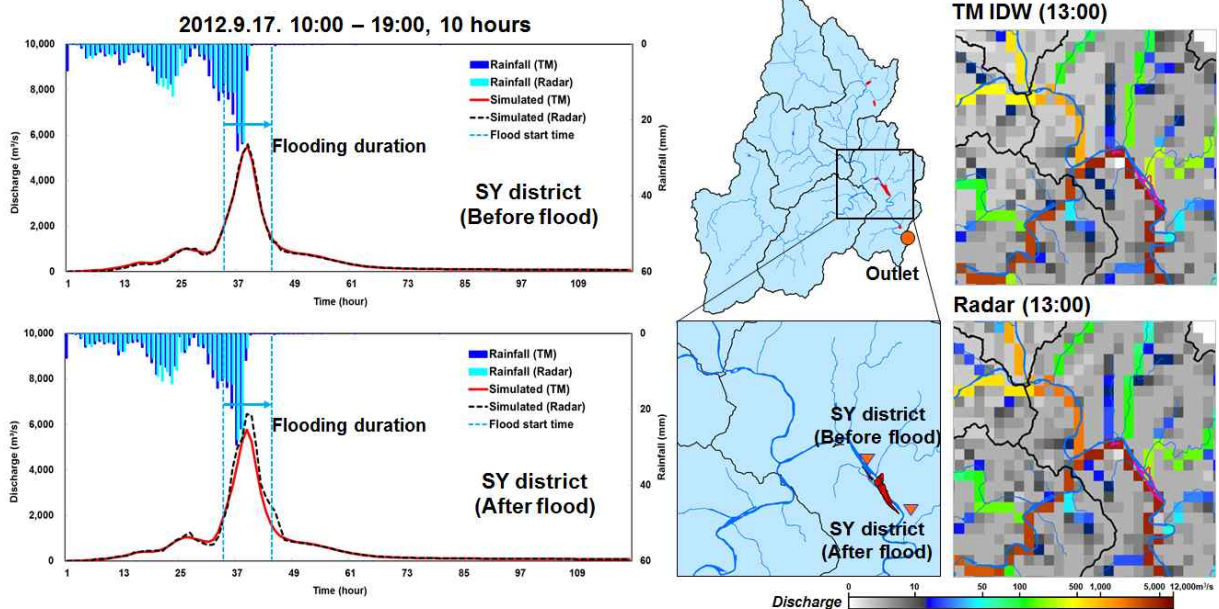 2012.9.17. 10:00 – 19:00, 10 hours
10,000
8,000
6,000
4,000
2,000
0
Discharge (m³/s)
0
20
40
60
Rainfall (mm)
Rainfall (TM)
Rainfall (Radar)
Simulated (TM)
Simulated (Radar)
Flood start time
Flooding duration
SY district
(Before flood)
1 13 25 37 49 61 73 85 97 109
Time (hour)
10,000
8,000
6,000
4,000
2,000
0
Discharge (m³/s)
0
20
40
60
Rainfall (mm)
Rainfall (TM)
Rainfall (Radar)
Simulated (TM)
Simulated (Radar)
Flood start time
Flooding duration
SY district
(After flood)
1 13 25 37 49 61 73 85 97 109
Time (hour)
Outlet
SY district
(Before flood)
SY district
(After flood)
TM IDW (13:00)
Radar (13:00)
0 10 50 100 500 1,000 5,000 12,000m³/s
Discharge